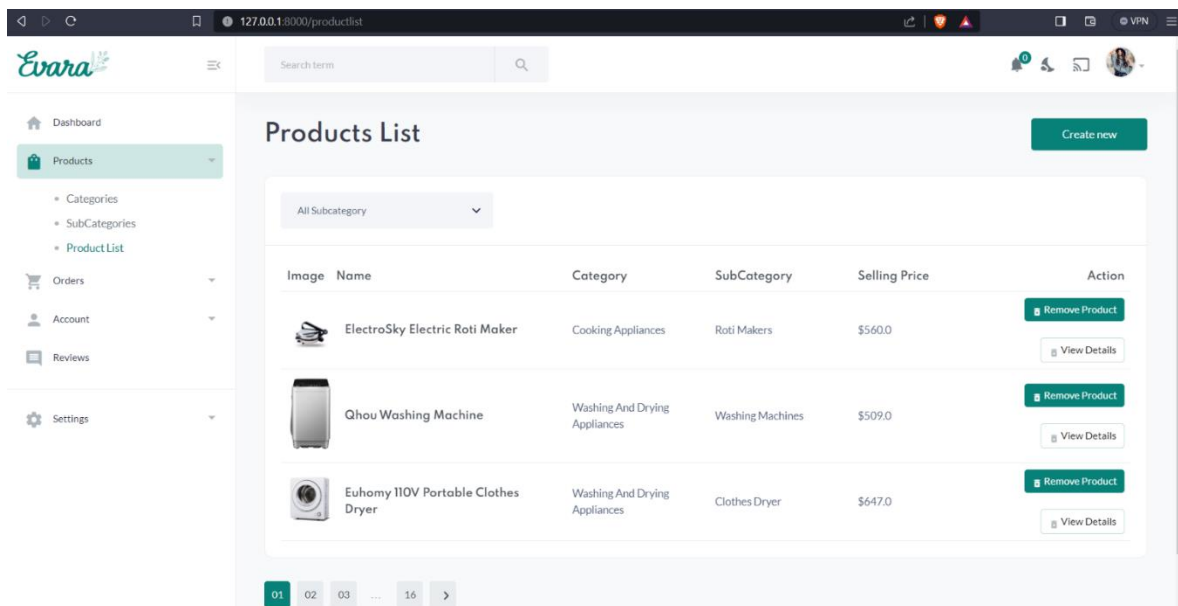 127.0.0.1:8000/productlist
VPN
Evara
Search term
0
Dashboard
Products
Categories
SubCategories
Product List
Orders
Account
Reviews
Settings
Products List
Create new
All Subcategory
Image Name Category SubCategory Selling Price Action
ElectroSky Electric Roti Maker Cooking Appliances Roti Makers $560.0
Remove Product
View Details
Qhou Washing Machine Washing And Drying Appliances Washing Machines $509.0
Remove Product
View Details
Euhomy 110V Portable Clothes Dryer Washing And Drying Appliances Clothes Dryer $647.0
Remove Product
View Details
01 02 03 ... 16 >